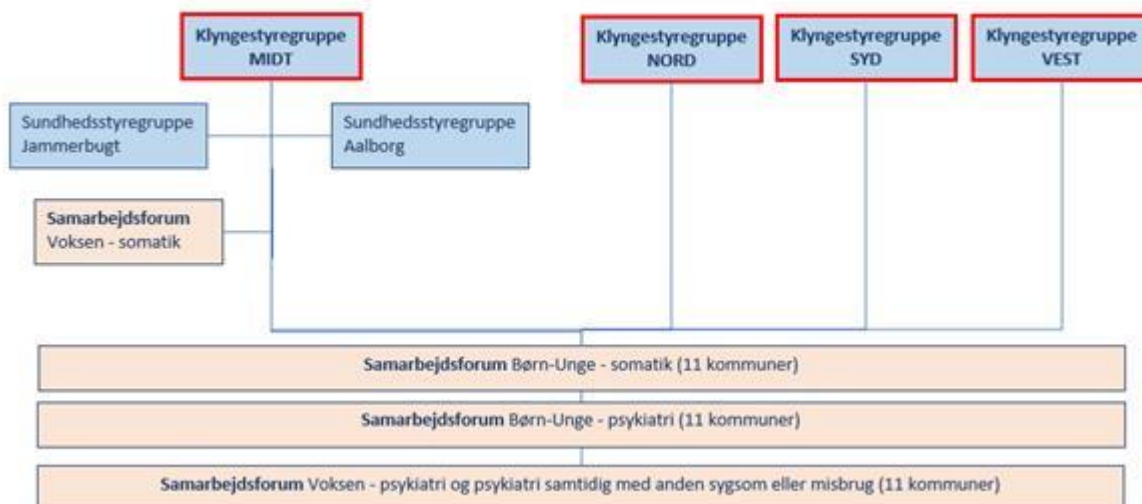 Klyngestyregruppe
MIDT
Klyngestyregruppe
NORD
Klyngestyregruppe
SYD
Klyngestyregruppe
VEST
Sundhedsstyregruppe
Jammerbugt
Sundhedsstyregruppe
Aalborg
Samarbejdsforum
Voksen - somatik
Samarbejdsforum Børn-Unge - somatik (11 kommuner)
Samarbejdsforum Børn-Unge - psykiatri (11 kommuner)
Samarbejdsforum Voksen - psykiatri og psykiatri samtidig med anden sygsom eller misbrug (11 kommuner)